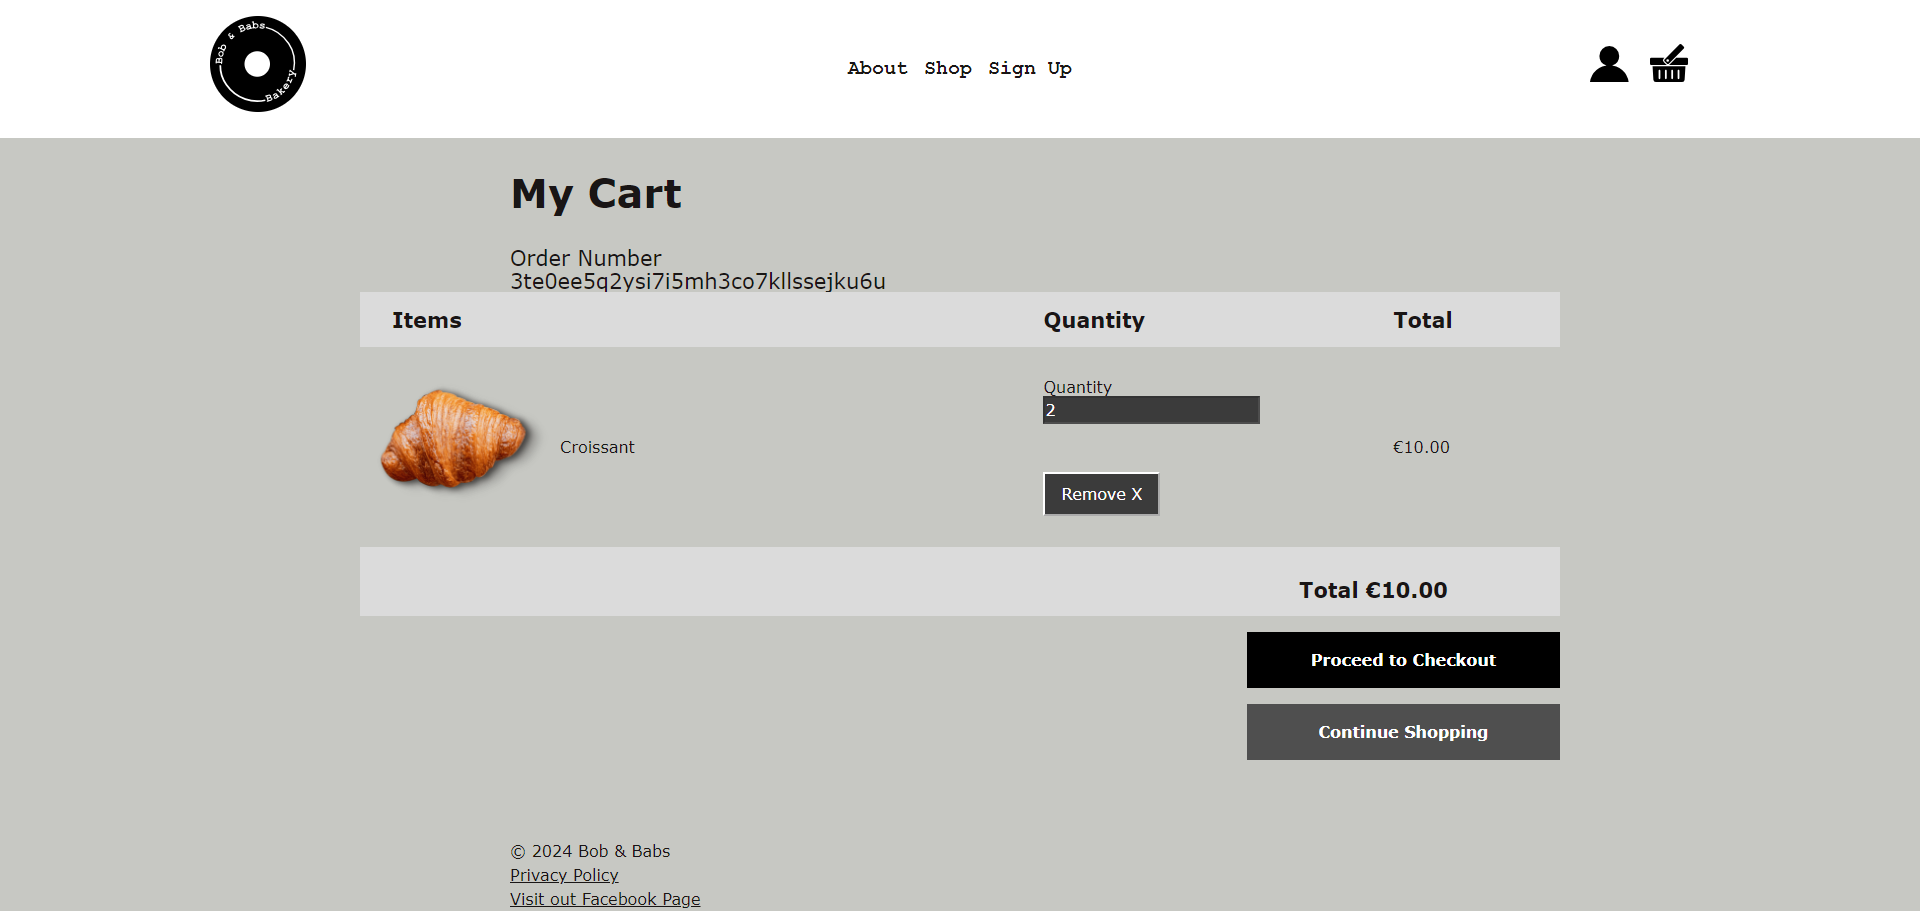 Bob & Babs
Bakery
About Shop Sign Up
My Cart
Order Number
3te0ee5q2ysi7i5mh3co7kllssejku6u
Items Quantity Total
Quantity
2
Croissant €10.00
Remove X
Total €10.00
Proceed to Checkout
Continue Shopping
© 2024 Bob & Babs
Privacy Policy
Visit out Facebook Page